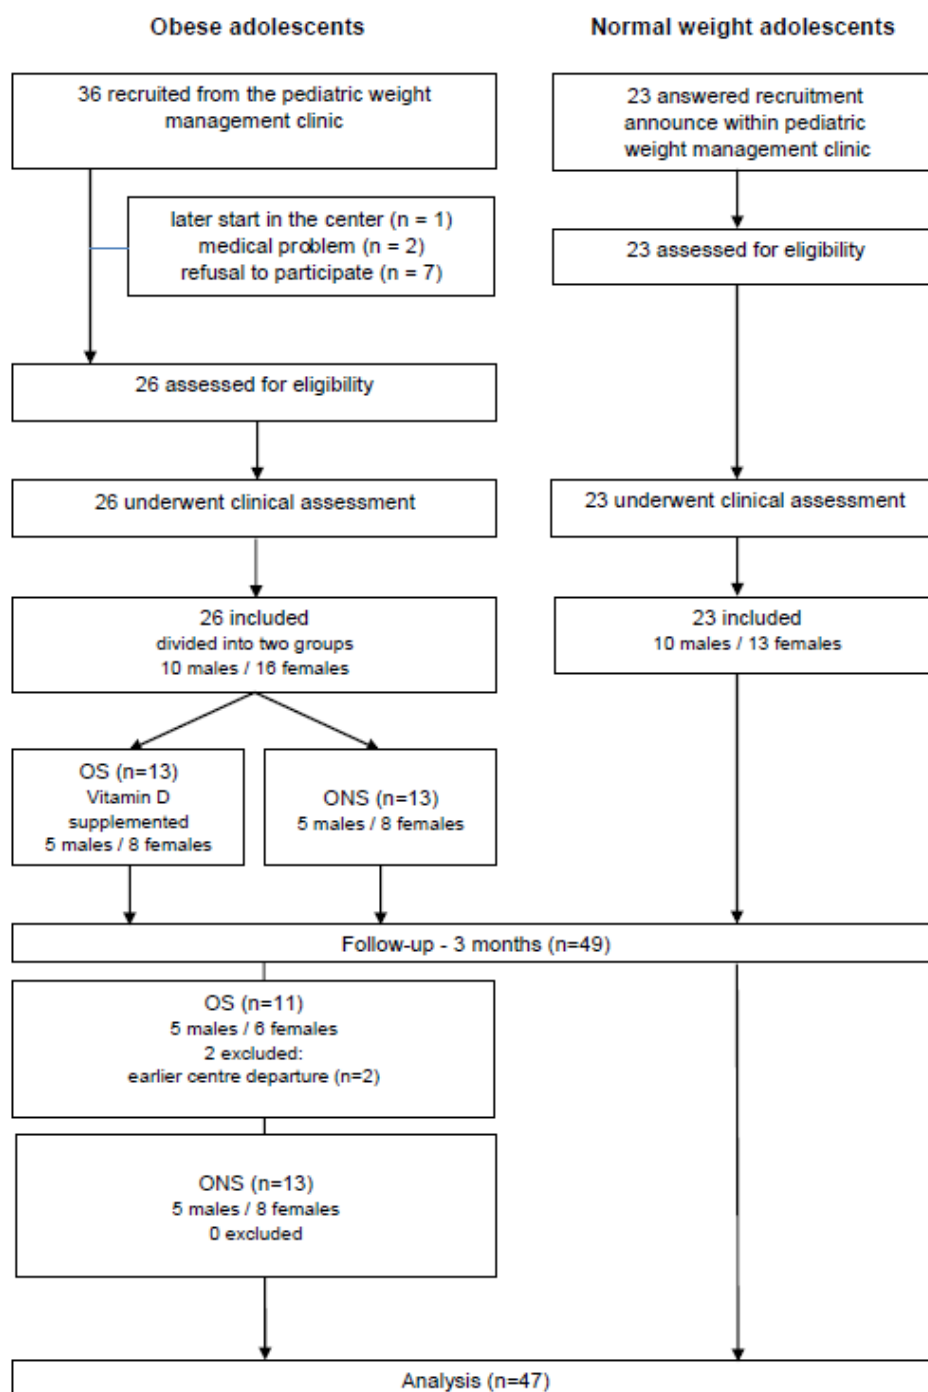 Obese adolescents
Normal weight adolescents
36 recruited from the pediatric weight
management clinic
23 answered recruitment
announce within pediatric
weight management clinic
later start in the center (n = 1)
medical problem (n = 2)
refusal to participate (n = 7)
23 assessed for eligibility
26 assessed for eligibility
26 underwent clinical assessment
23 underwent clinical assessment
26 included
divided into two groups
10 males / 16 females
23 included
10 males / 13 females
OS (n=13)
Vitamin D
supplemented
5 males / 8 females
ONS (n=13)
5 males / 8 females
Follow-up - 3 months (n=49)
OS (n=11)
5 males / 6 females
2 excluded:
earlier centre departure (n=2)
ONS (n=13)
5 males / 8 females
0 excluded
Analysis (n=47)